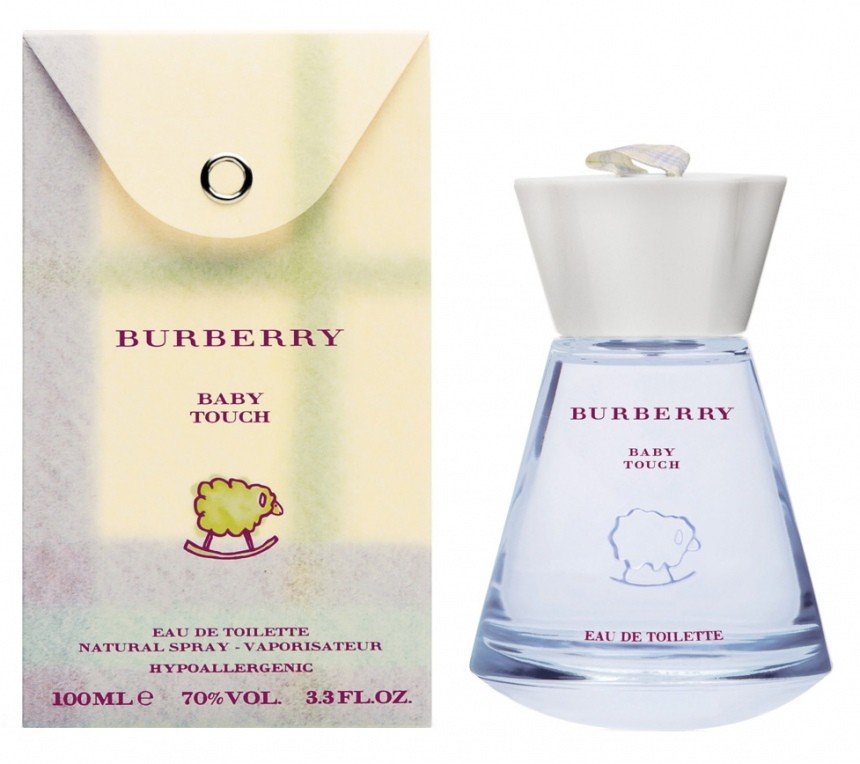 BURBERRY
BABY
TOUCH
EAU DE TOILETTE
NATURAL SPRAY - VAPORISATEUR
HYPOALLERGENIC
100ML e 70% VOL. 3.3 FL.OZ.
BURBERRY
BABY
TOUCH
EAU DE TOILETTE